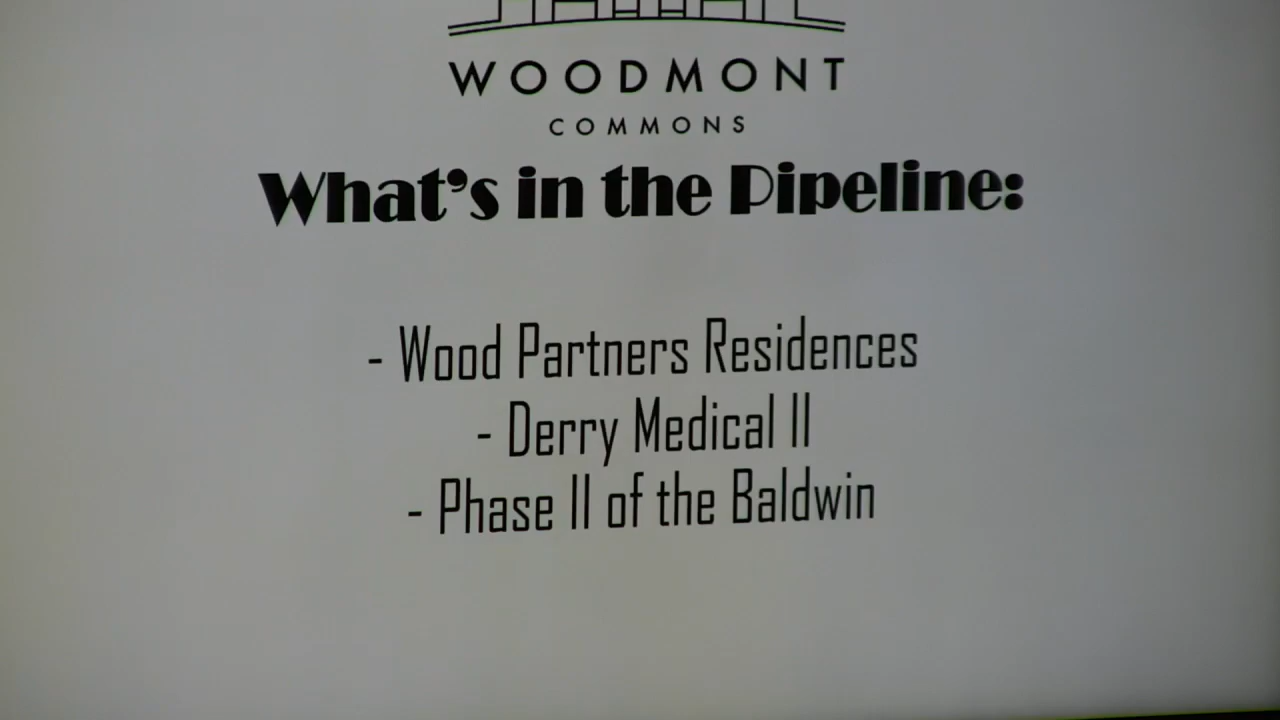 WOODMONT
COMMONS
What's in the Pipeline:
- Wood Partners Residences
- Derry Medical II
- Phase II of the Baldwin